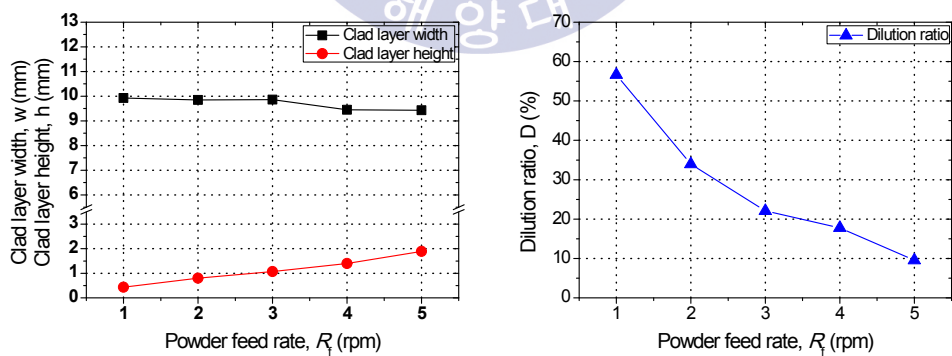 해양대
13
12
11
10
9
8
7
6
3
2
1
0
1 2 3 4 5
Clad layer width, w (mm)
Clad layer height, h (mm)
Powder feed rate, Rf (rpm)
Clad layer width
Clad layer height
70
60
50
40
30
20
10
0
1 2 3 4 5
Dilution ratio, D (%)
Powder feed rate, Rf (rpm)
Dilution ratio